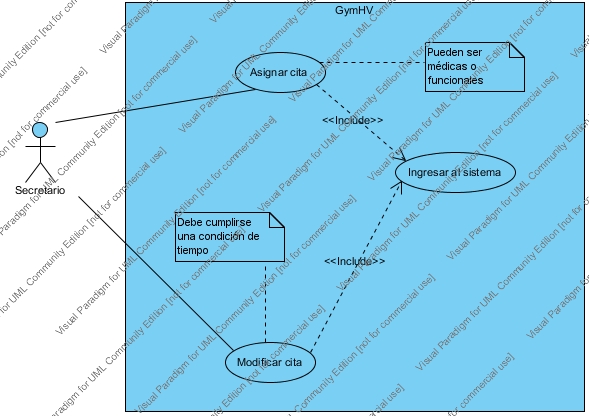 GymHV
Asignar cita
Pueden ser
médicas o
funcionales
<<Include>>
Secretario
Ingresar al sistema
Debe cumplirse
una condición de
tiempo
<<Include>>
Modificar cita
Visual Paradigm for UML Community Edition [not for commercial use]